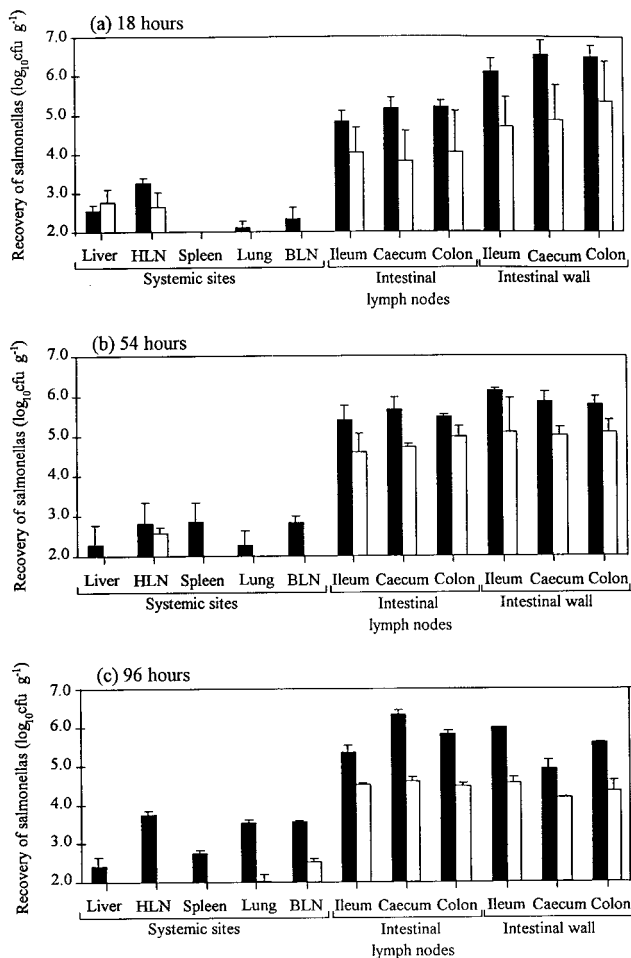 (a) 18 hours
Recovery of salmonellas (log10cfu g-1)
7.0
6.0
5.0
4.0
3.0
2.0
Liver HLN Spleen Lung BLN Ileum Caecum Colon Ileum Caecum Colon
Systemic sites Intestinal Intestinal wall
lymph nodes
(b) 54 hours
Recovery of salmonellas (log10cfu g-1)
7.0
6.0
5.0
4.0
3.0
2.0
Liver HLN Spleen Lung BLN Ileum Caecum Colon Ileum Caecum Colon
Systemic sites Intestinal Intestinal wall
lymph nodes
(c) 96 hours
Recovery of salmonellas (log10cfu g-1)
7.0
6.0
5.0
4.0
3.0
2.0
Liver HLN Spleen Lung BLN Ileum Caecum Colon Ileum Caecum Colon
Systemic sites Intestinal Intestinal wall
lymph nodes